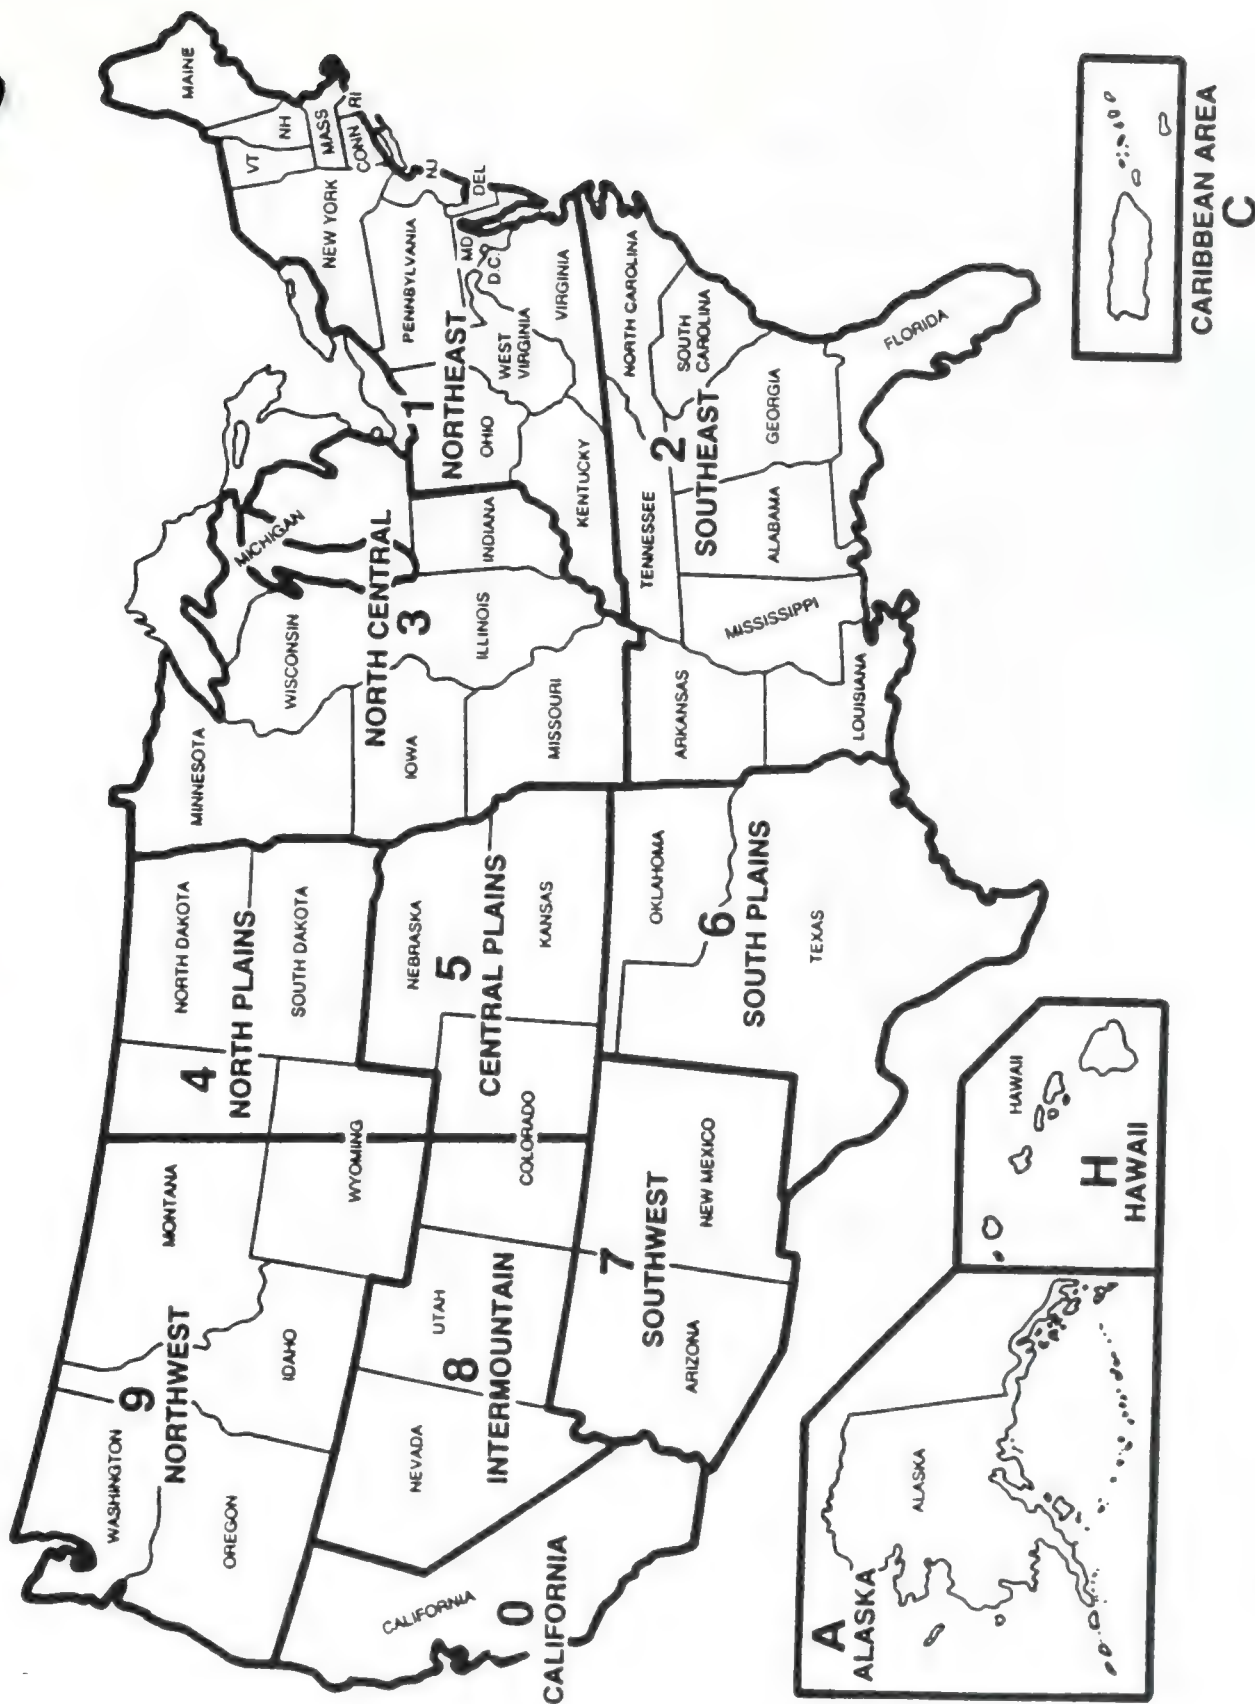 MAINE
VT
NH
MASS
RI
CONN
NEW YORK
NJ
PENNBYLVANIA
DEL
MD
D.C.
WEST
VIRGINIA
VIRGINIA
OHIO
KENTUCKY
1
NORTHEAST
NORTH CAROLINA
SOUTH
CAROLINA
TENNESSEE
GEORGIA
ALABAMA
MISSISSIPPI
FLORIDA
ARKANSAS
LOUISIANA
2
SOUTHEAST
MICHIGAN
INDIANA
WISCONSIN
ILLINOIS
MINNESOTA
IOWA
MISSOURI
NORTH CENTRAL
3
NORTH DAKOTA
SOUTH DAKOTA
4
NORTH PLAINS
NEBRASKA
KANSAS
COLORADO
5
CENTRAL PLAINS
OKLAHOMA
TEXAS
6
SOUTH PLAINS
NEW MEXICO
ARIZONA
7
SOUTHWEST
UTAH
NEVADA
8
INTERMOUNTAIN
MONTANA
WYOMING
IDAHO
WASHINGTON
OREGON
9
NORTHWEST
CALIFORNIA
0
CALIFORNIA
A
ALASKA
ALASKA
HAWAII
H
HAWAII
CARIBBEAN AREA
C